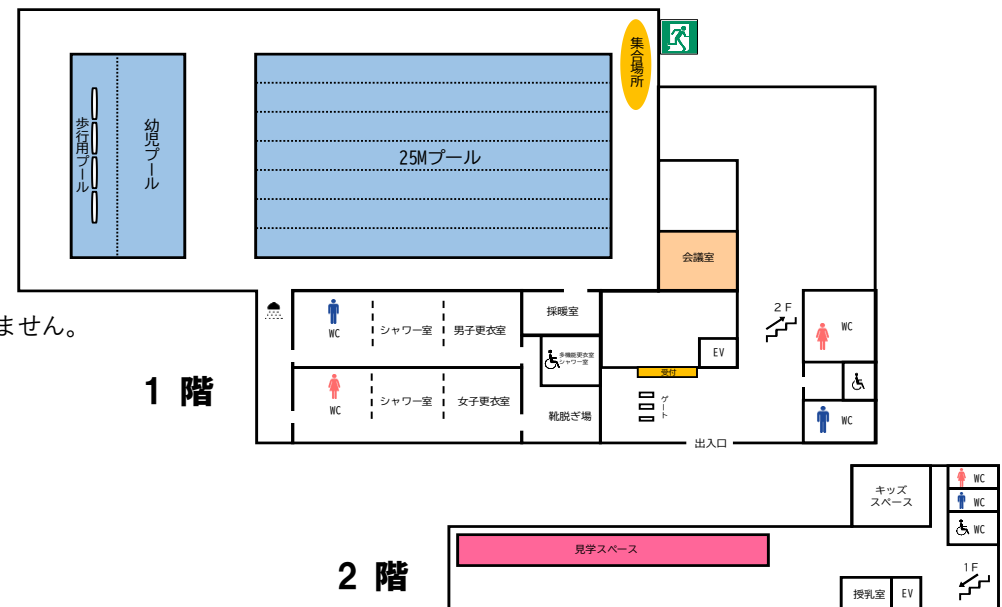 集合場所
歩行用プール
幼児プール
25Mプール
会議室
ません。
WC
シャワー室
男子更衣室
採暖室
2F
WC
多機能更衣室
シャワー室
EV
受付
1 階
WC
シャワー室
女子更衣室
靴脱ぎ場
ゲート
WC
出入口
キッズ
スペース
WC
WC
WC
見学スペース
2 階
1F
授乳室
EV